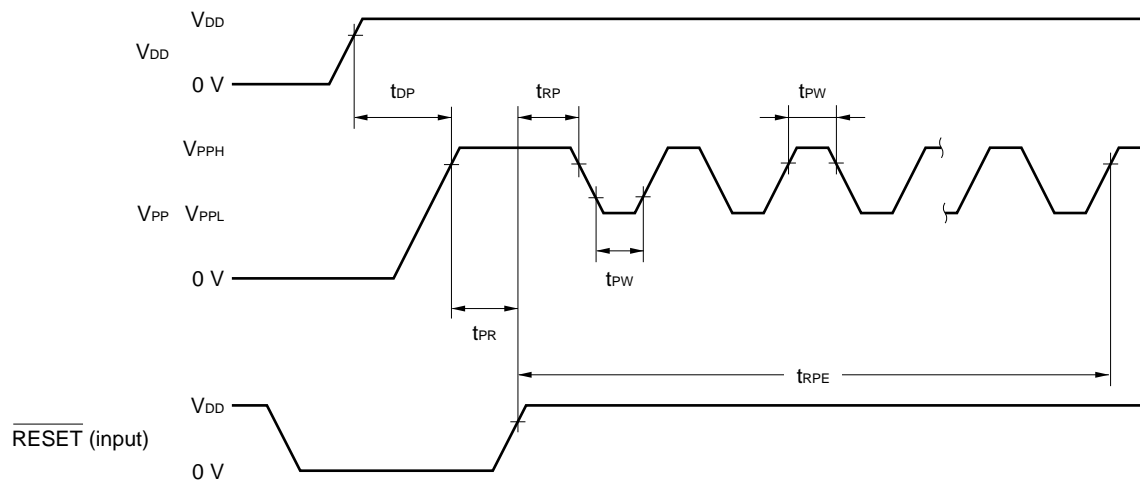 VDD
VDD
0 V
tDP
tRP
tPW
VPPH
VPP VPPL
0 V
tPW
tPR
tRPE
VDD
RESET (input)
0 V